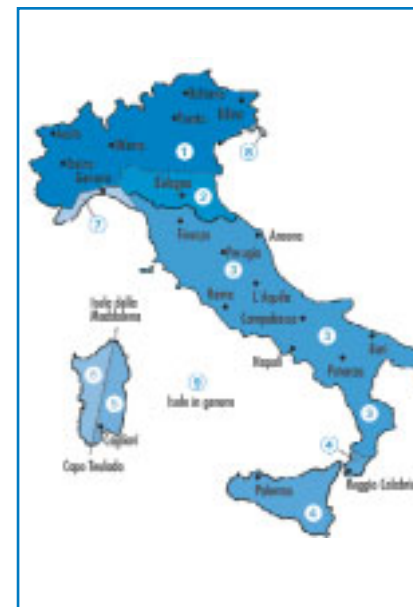 Udine
Trento
8
Aosta
Milano
1
Torino
Genova
Bologna
2
7
Firenze
Ancona
Perugia
3
Isola della
Maddalena
Roma
L'Aquila
Campobasso
3
Bari
Napoli
Potenza
6
9
5
Isole in genere
3
Cagliari
4
Capo Teulada
Reggio Calabria
Palermo
4